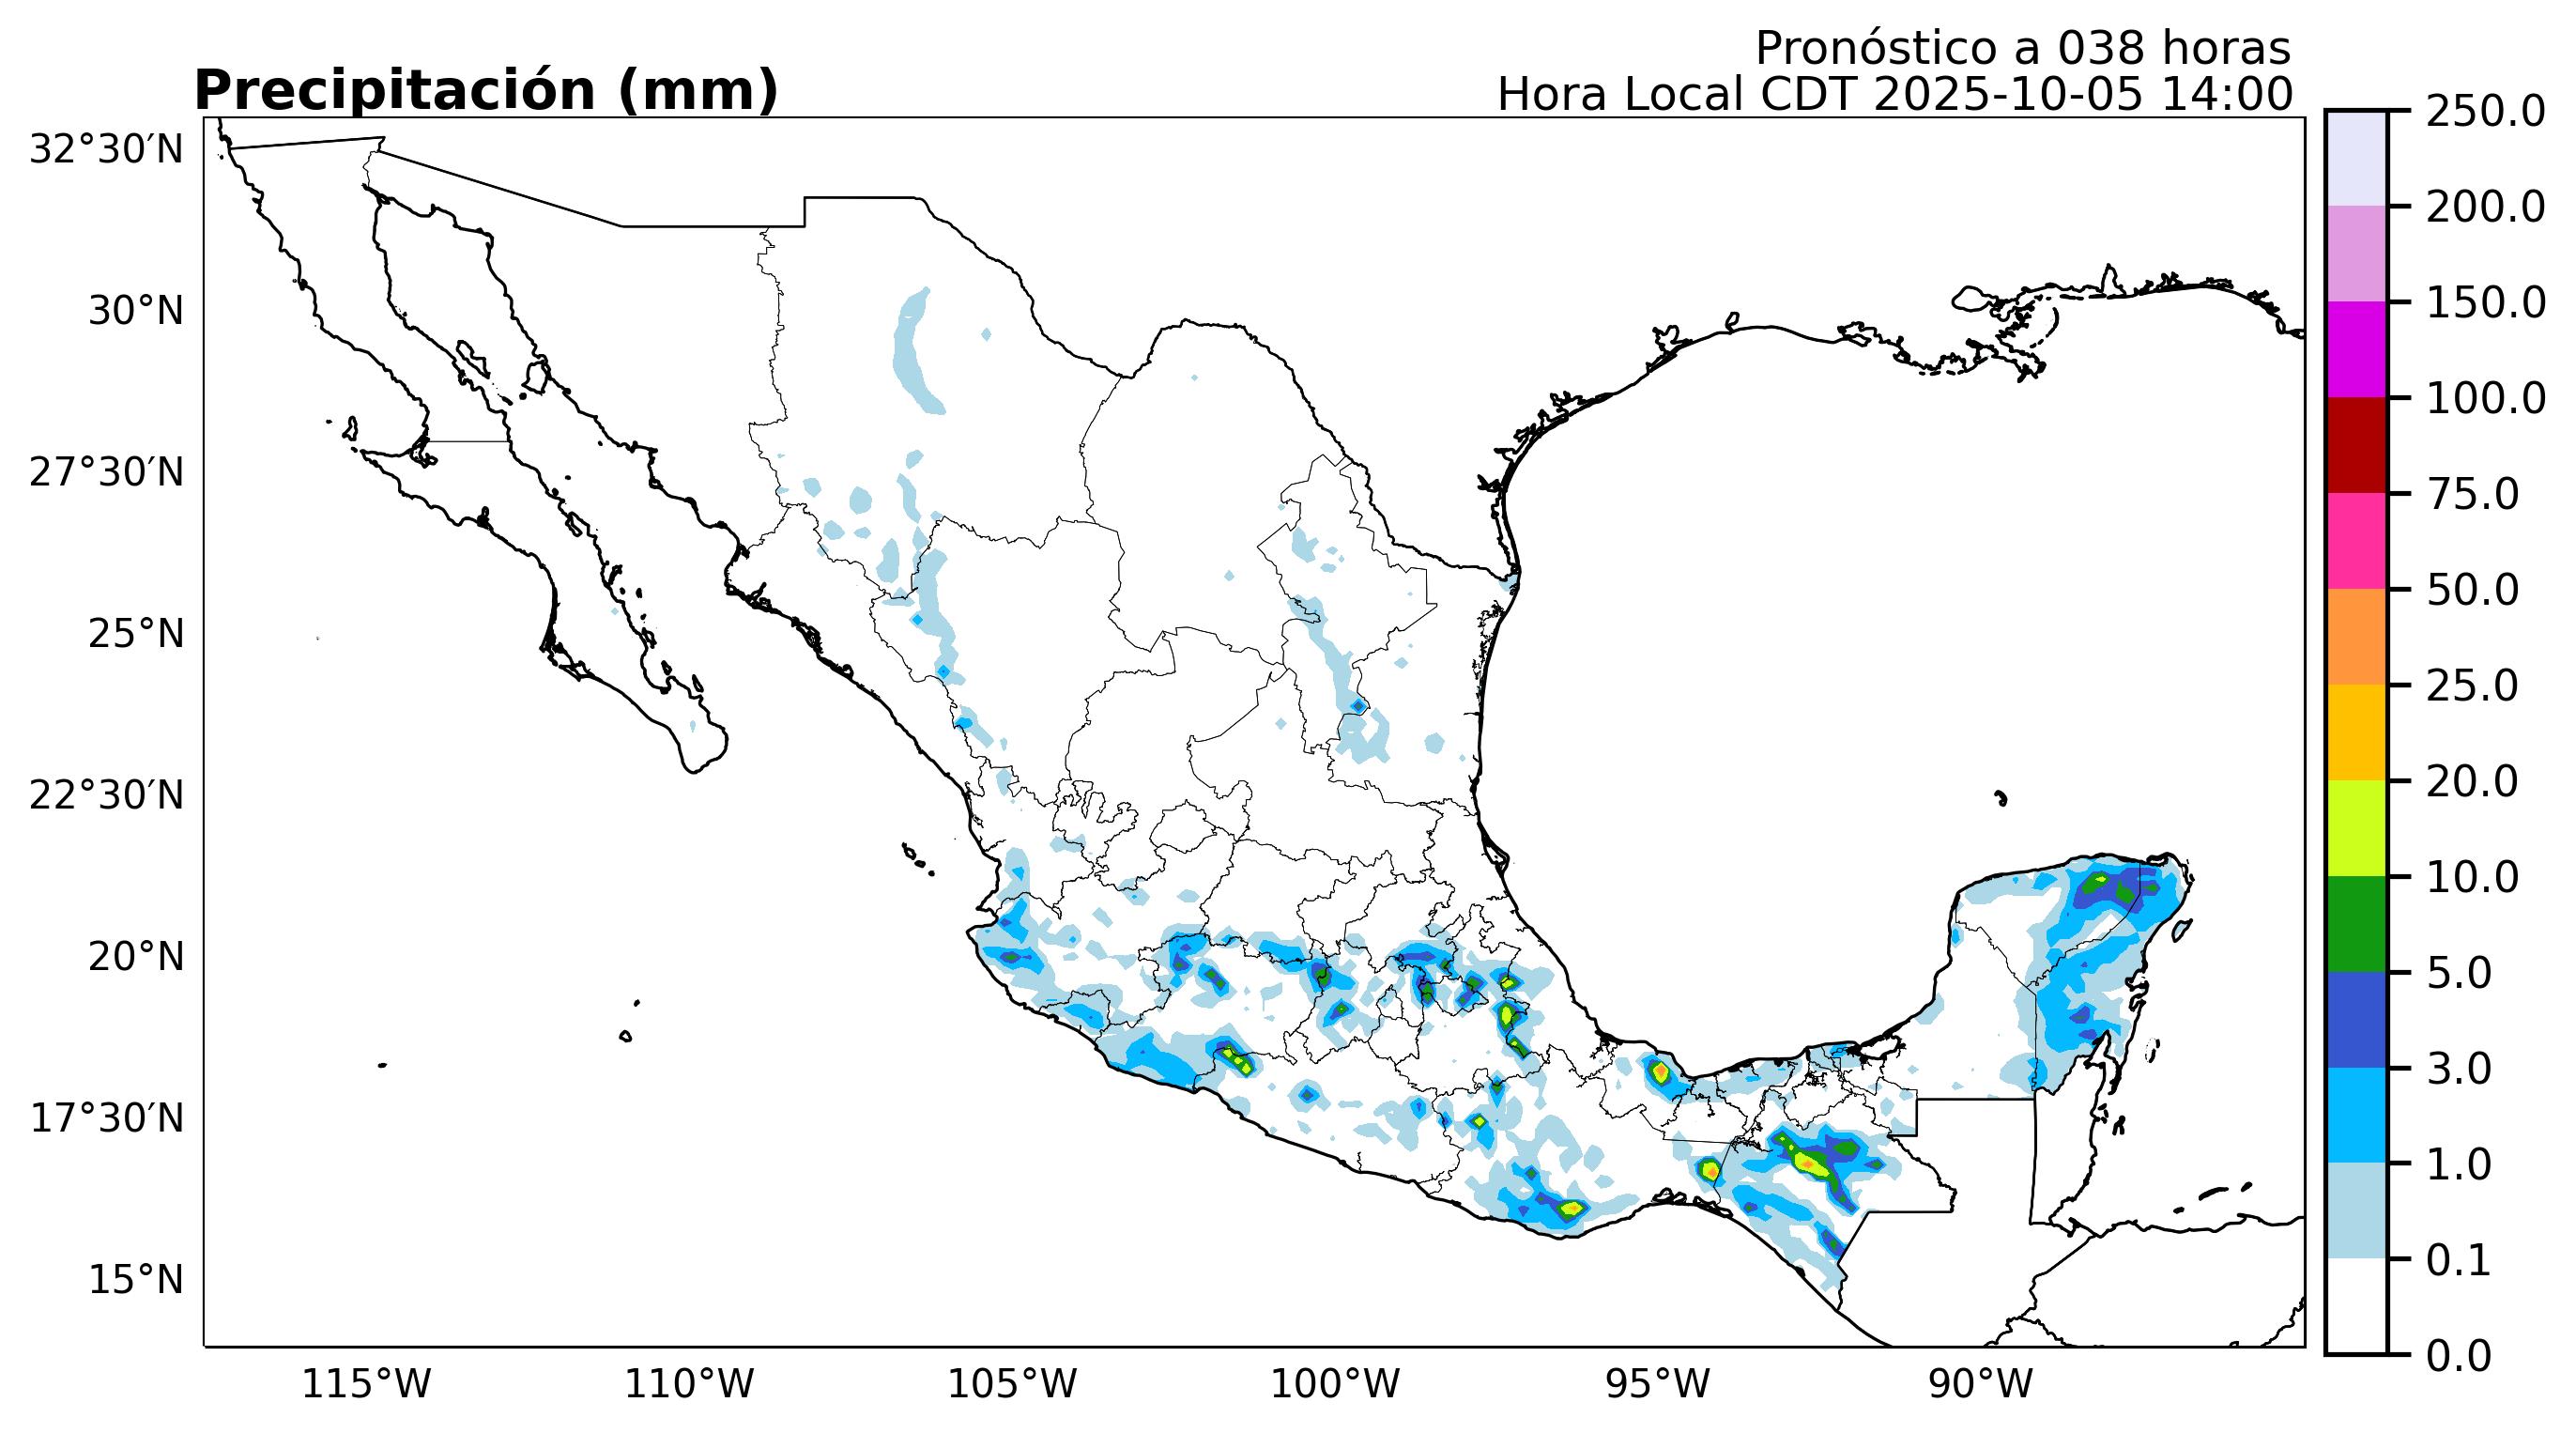 Pronóstico a 038 horas
Precipitación (mm)
Hora Local CDT 2025-10-05 14:00
32°30′N
30°N
27°30′N
25°N
22°30′N
20°N
17°30′N
15°N
115°W
110°W
105°W
100°W
95°W
90°W
250.0
200.0
150.0
100.0
75.0
50.0
25.0
20.0
10.0
5.0
3.0
1.0
0.1
0.0